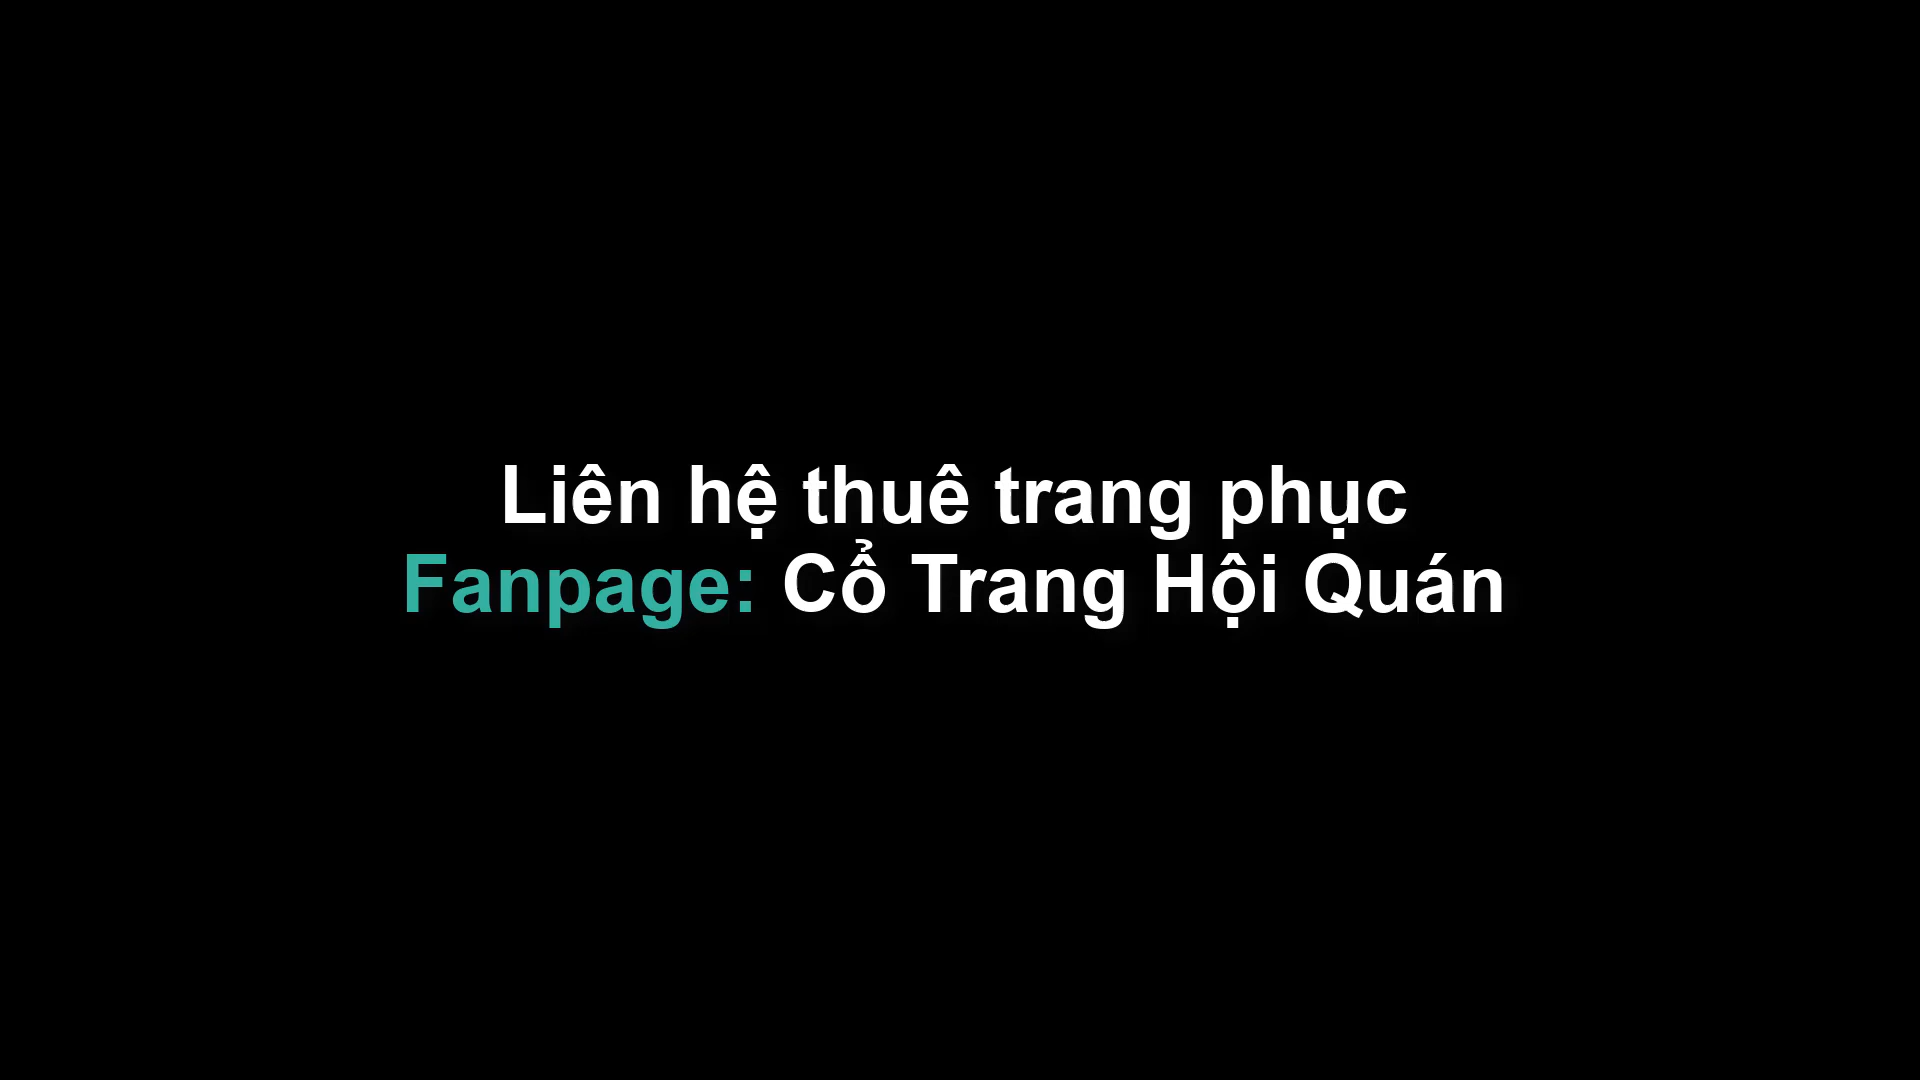 Liên hệ thuê trang phục
Fanpage: Cổ Trang Hội Quán